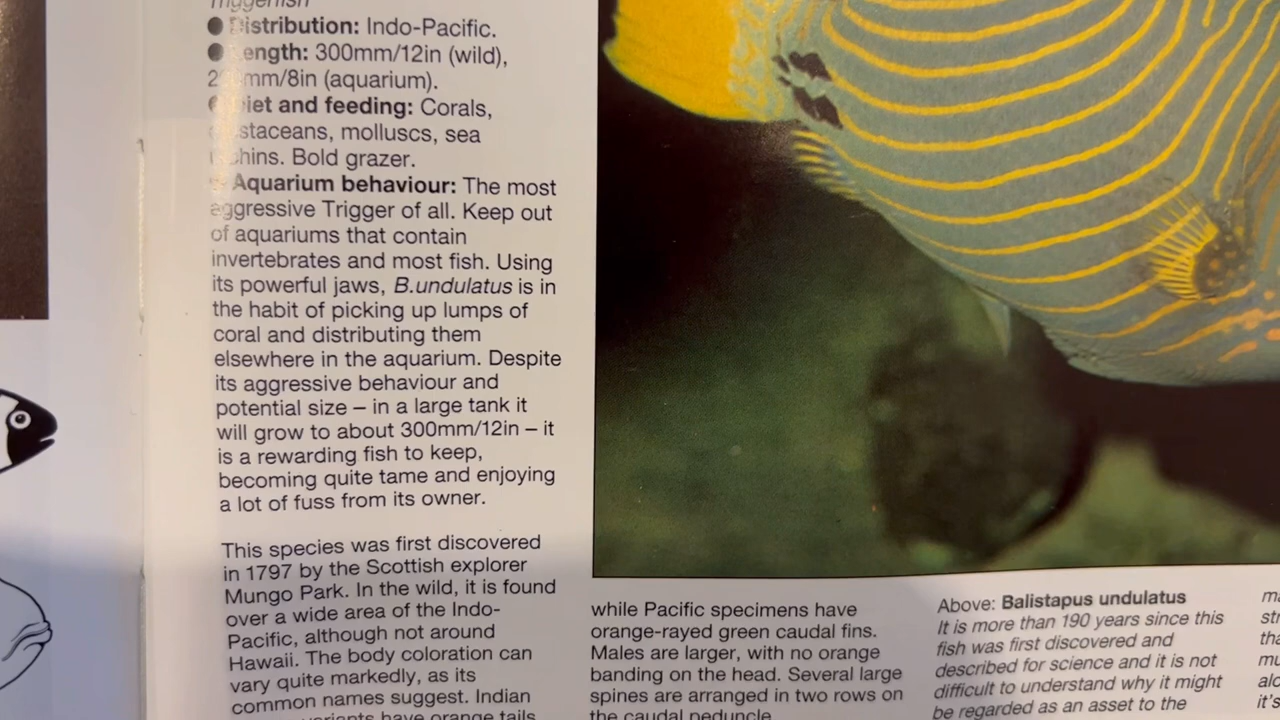 Triggerfish
Distribution: Indo-Pacific.
Length: 300mm/12in (wild),
mm/8in (aquarium).
Diet and feeding: Corals,
crustaceans, molluscs, sea
urchins. Bold grazer.
Aquarium behaviour: The most
aggressive Trigger of all. Keep out
of aquariums that contain
invertebrates and most fish. Using
its powerful jaws, B.undulatus is in
the habit of picking up lumps of
coral and distributing them
elsewhere in the aquarium. Despite
its aggressive behaviour and
potential size – in a large tank it
will grow to about 300mm/12in – it
is a rewarding fish to keep,
becoming quite tame and enjoying
a lot of fuss from its owner.
This species was first discovered
in 1797 by the Scottish explorer
Mungo Park. In the wild, it is found
over a wide area of the Indo-
Pacific, although not around
Hawaii. The body coloration can
vary quite markedly, as its
common names suggest. Indian
variants have orange tails
while Pacific specimens have
orange-rayed green caudal fins.
Males are larger, with no orange
banding on the head. Several large
spines are arranged in two rows on
the caudal peduncle
Above: Balistapus undulatus
It is more than 190 years since this
fish was first discovered and
described for science and it is not
difficult to understand why it might
be regarded as an asset to the
it's